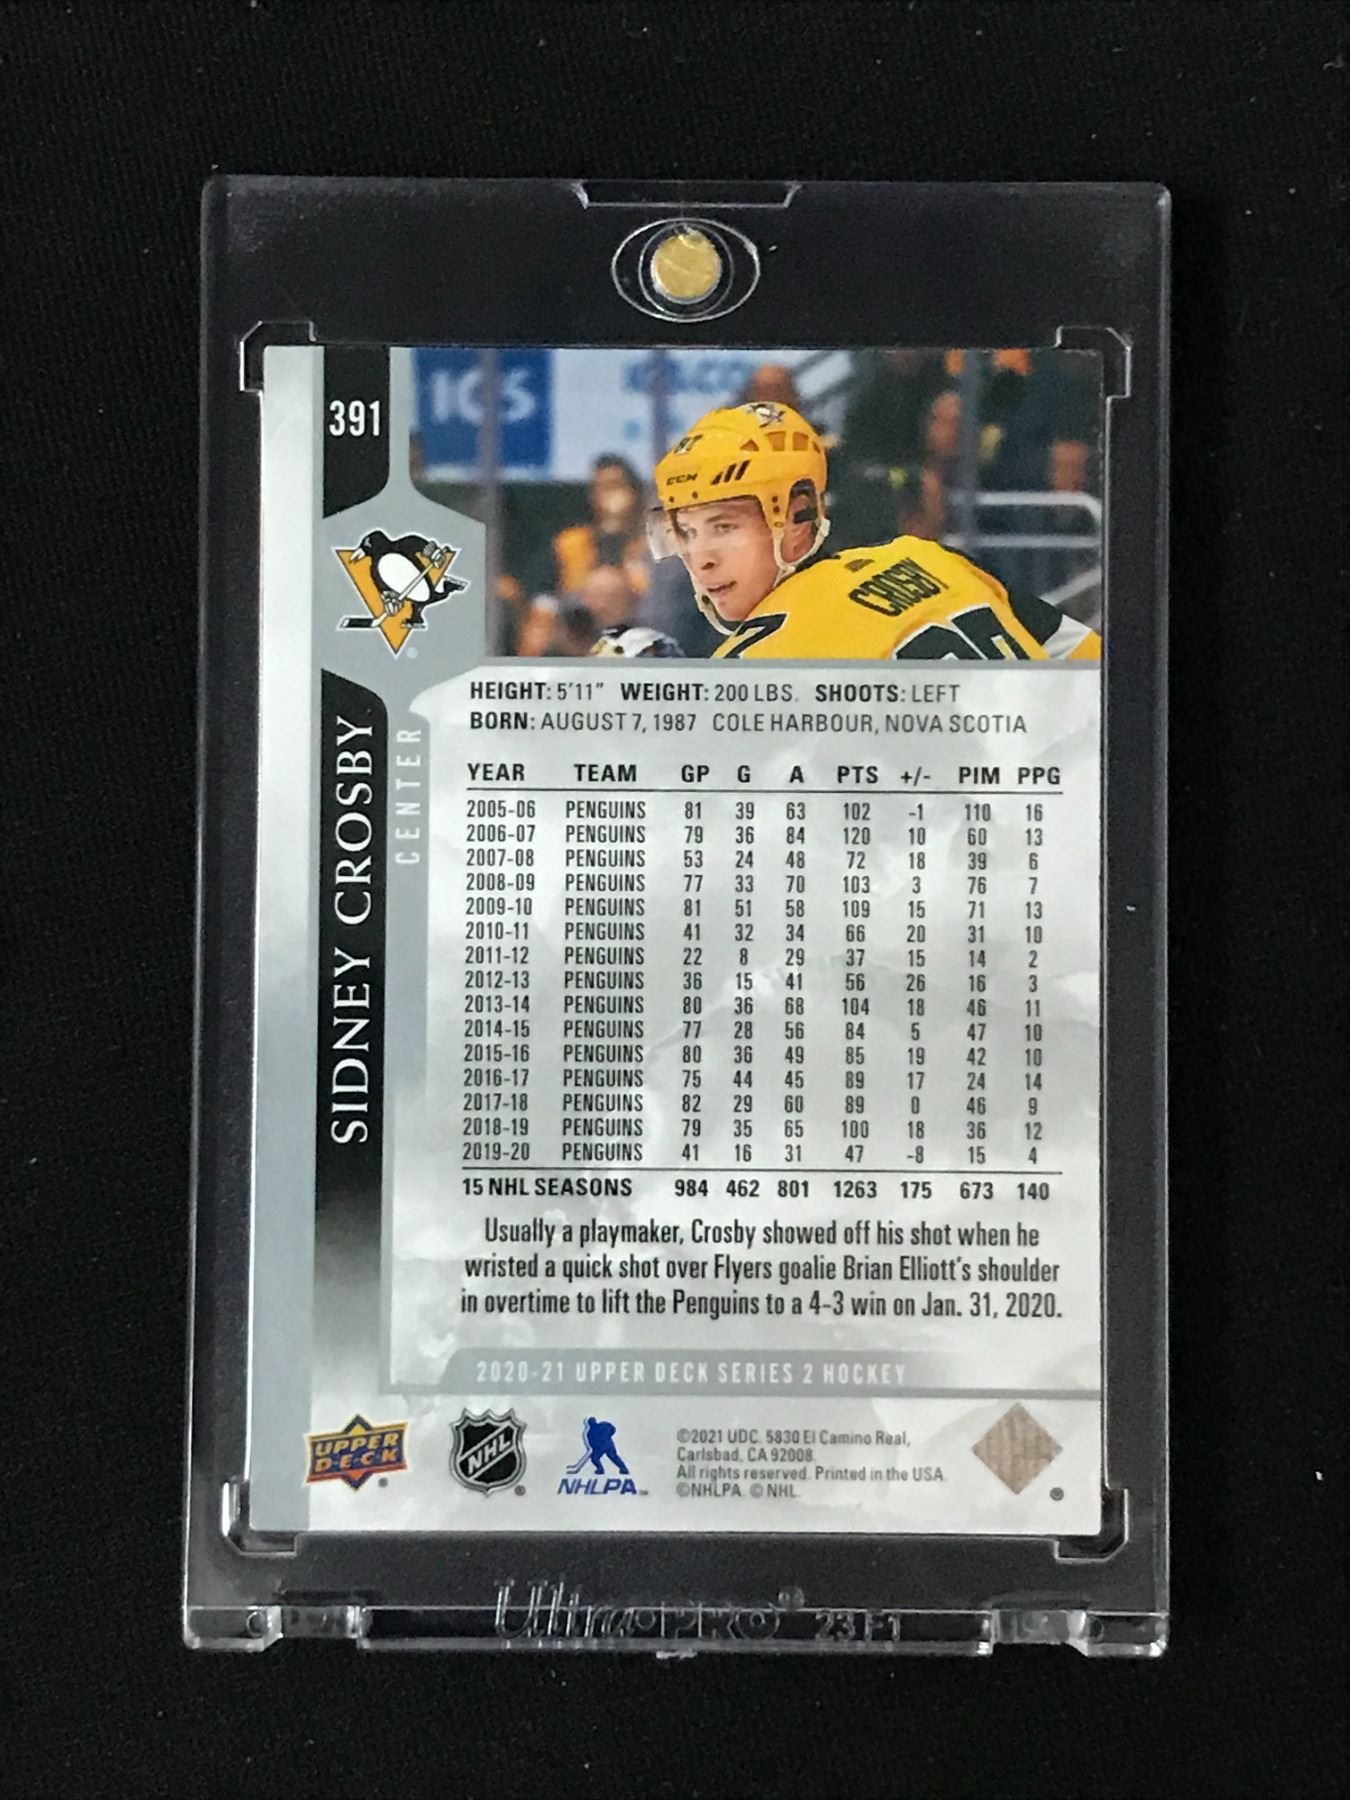 391
ICS
CCM
CROSBY
SIDNEY CROSBY
CENTER
HEIGHT: 5'11" WEIGHT: 200 LBS. SHOOTS: LEFT
BORN: AUGUST 7, 1987 COLE HARBOUR, NOVA SCOTIA
YEAR TEAM GP G A PTS +/- PIM PPG
2005-06 PENGUINS 81 39 63 102 -1 110 16
2006-07 PENGUINS 79 36 84 120 10 60 13
2007-08 PENGUINS 53 24 48 72 18 39 6
2008-09 PENGUINS 77 33 70 103 3 76 7
2009-10 PENGUINS 81 51 58 109 15 71 13
2010-11 PENGUINS 41 32 34 66 20 31 10
2011-12 PENGUINS 22 8 29 37 15 14 2
2012-13 PENGUINS 36 15 41 56 26 16 3
2013-14 PENGUINS 80 36 68 104 18 46 11
2014-15 PENGUINS 77 28 56 84 5 47 10
2015-16 PENGUINS 80 36 49 85 19 42 10
2016-17 PENGUINS 75 44 45 89 17 24 14
2017-18 PENGUINS 82 29 60 89 0 46 9
2018-19 PENGUINS 79 35 65 100 18 36 12
2019-20 PENGUINS 41 16 31 47 -8 15 4
15 NHL SEASONS 984 462 801 1263 175 673 140
Usually a playmaker, Crosby showed off his shot when he
wristed a quick shot over Flyers goalie Brian Elliott's shoulder
in overtime to lift the Penguins to a 4-3 win on Jan. 31, 2020.
2020-21 UPPER DECK SERIES 2 HOCKEY
UPPER
D·E·C·K
NHL
NHLPA™
©2021 UDC. 5830 El Camino Real,
Carlsbad, CA 92008.
All rights reserved. Printed in the USA.
©NHLPA. © NHL.
Ultra·PRO® 23F1